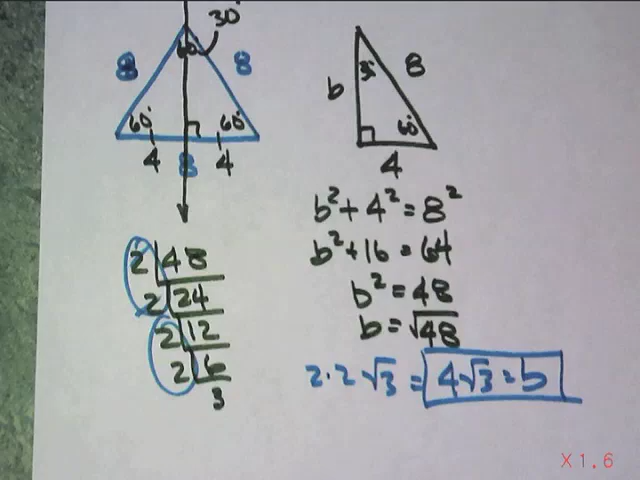 30°
60°
8 8
60° 60°
4 8 4
30°
b 8
60°
4
b² + 4² = 8²
b² + 16 = 64
b² = 48
b = √48
2·2√3 = 4√3 = b
2 48
2 24
2 12
2 6
3
X1.6